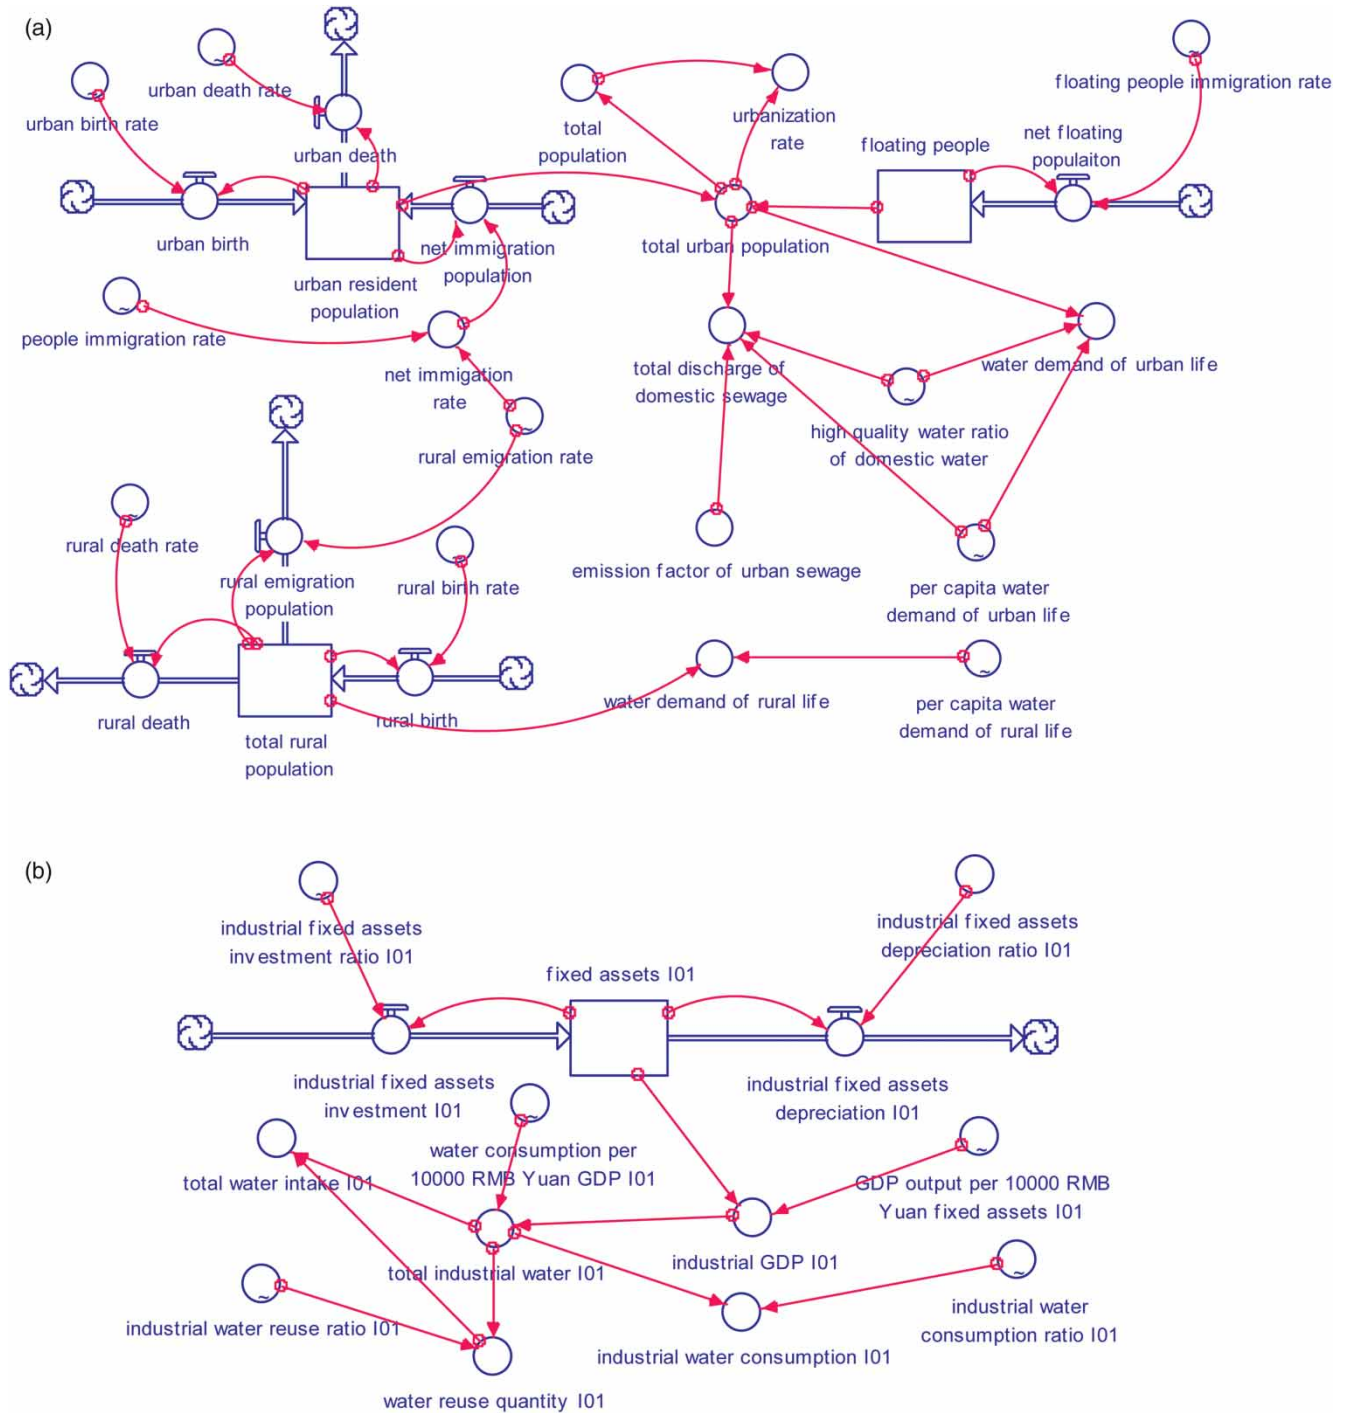 (a)
urban death rate
urban birth rate
urban death
urban birth
urban resident
population
net immigration
population
people immigration rate
net immigation
rate
rural emigration rate
total
population
urbanization
rate
floating people immigration rate
floating people
net floating
populaiton
total urban population
total discharge of
domestic sewage
water demand of urban life
high quality water ratio
of domestic water
emission factor of urban sewage
per capita water
demand of urban life
rural death rate
rural emigration
population
rural birth rate
rural death
total rural
population
rural birth
water demand of rural life
per capita water
demand of rural life
(b)
industrial fixed assets
investment ratio I01
fixed assets I01
industrial fixed assets
depreciation ratio I01
industrial fixed assets
investment I01
industrial fixed assets
depreciation I01
water consumption per
10000 RMB Yuan GDP I01
total water intake I01
GDP output per 10000 RMB
Yuan fixed assets I01
total industrial water I01
industrial GDP I01
industrial water reuse ratio I01
industrial water
consumption ratio I01
industrial water consumption I01
water reuse quantity I01